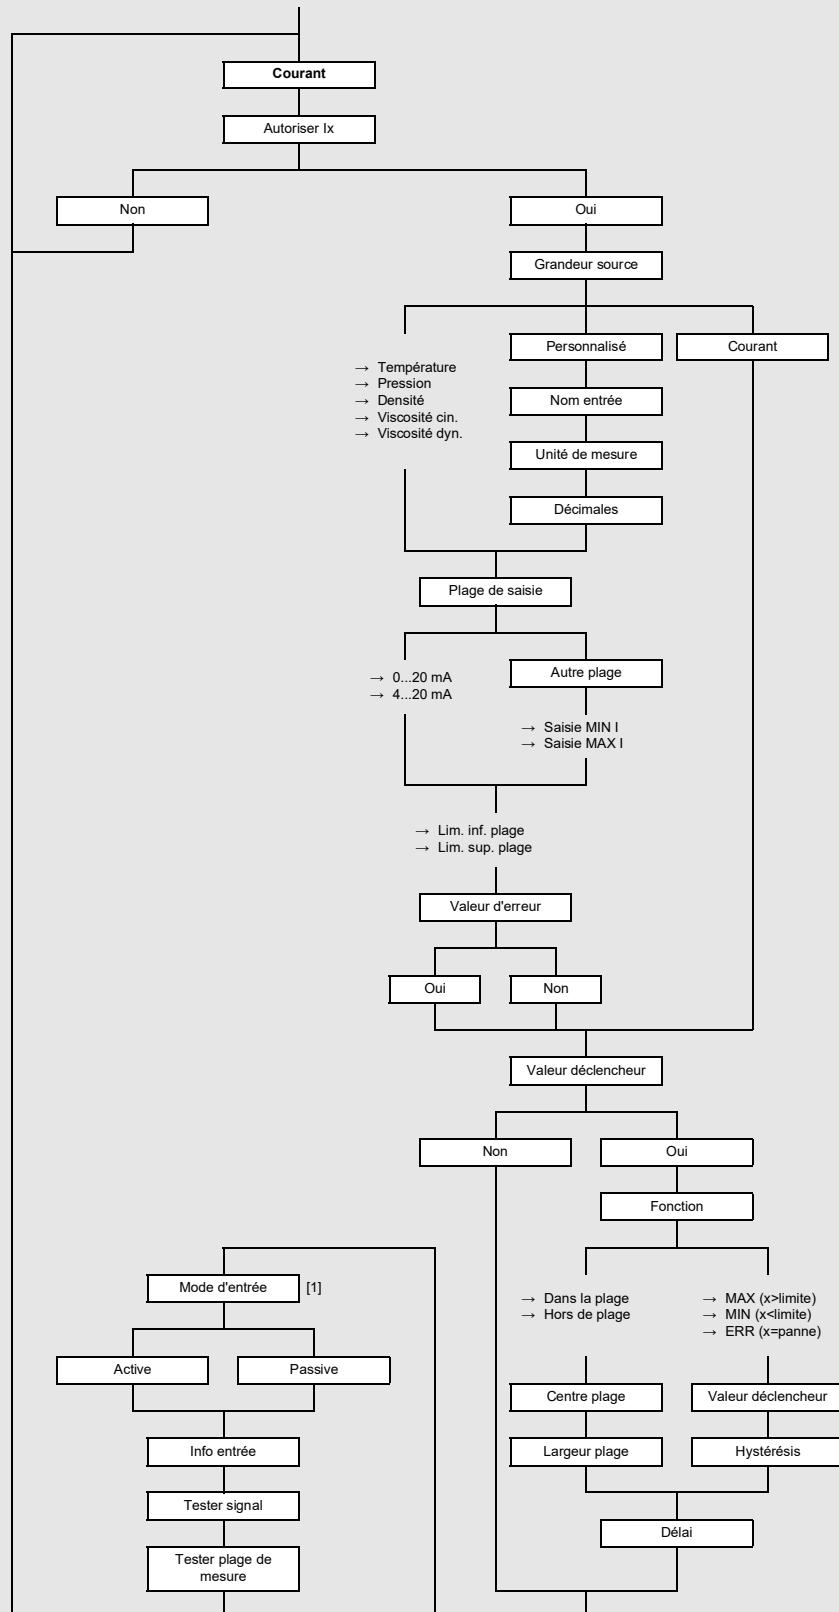 Courant
Autoriser Ix
Non
Oui
Grandeur source
Personnalisé
Courant
→ Température
→ Pression
→ Densité
→ Viscosité cin.
→ Viscosité dyn.
Nom entrée
Unité de mesure
Décimales
Plage de saisie
→ 0...20 mA
→ 4...20 mA
Autre plage
→ Saisie MIN I
→ Saisie MAX I
→ Lim. inf. plage
→ Lim. sup. plage
Valeur d'erreur
Oui
Non
Valeur déclencheur
Non
Oui
Fonction
→ Dans la plage
→ Hors de plage
→ MAX (x>limite)
→ MIN (x<limite)
→ ERR (x=panne)
Centre plage
Valeur déclencheur
Largeur plage
Hystérésis
Délai
Mode d'entrée [1]
Active
Passive
Info entrée
Tester signal
Tester plage de
mesure